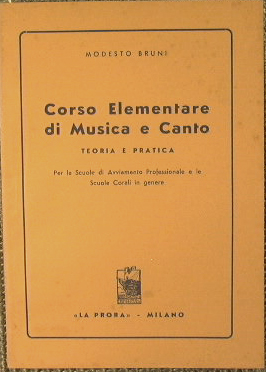 MODESTO BRUNI
Corso Elementare
di Musica e Canto
TEORIA E PRATICA
Per le Scuole di Avviamento Professionale e le
Scuole Corali in genere
«LA PRORA» - MILANO